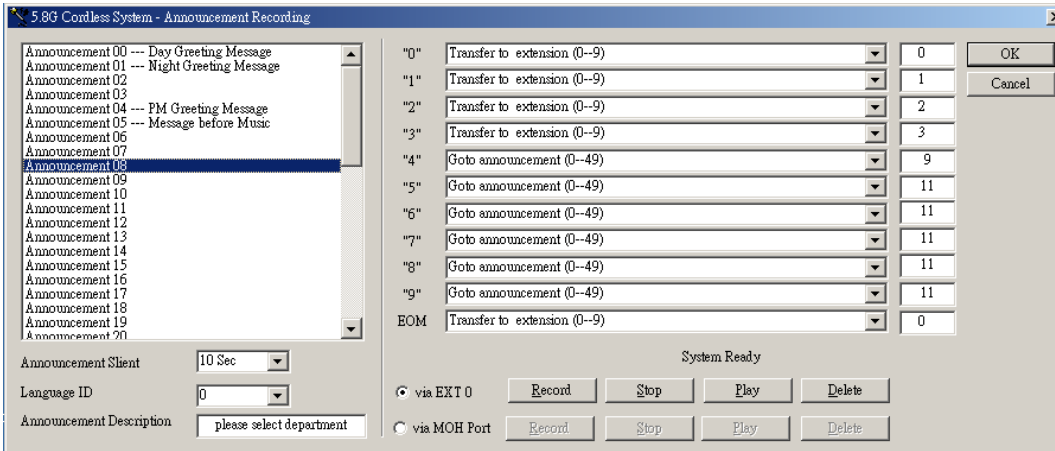 5.8G Cordless System - Announcement Recording
Announcement 00 --- Day Greeting Message
Announcement 01 --- Night Greeting Message
Announcement 02
Announcement 03
Announcement 04 --- PM Greeting Message
Announcement 05 --- Message before Music
Announcement 06
Announcement 07
Announcement 08
Announcement 09
Announcement 10
Announcement 11
Announcement 12
Announcement 13
Announcement 14
Announcement 15
Announcement 16
Announcement 17
Announcement 18
Announcement 19
Announcement 20
Announcement Slient 10 Sec
Language ID 0
Announcement Description please select department
"0" Transfer to extension (0--9) 0
"1" Transfer to extension (0--9) 1
"2" Transfer to extension (0--9) 2
"3" Transfer to extension (0--9) 3
"4" Goto announcement (0--49) 9
"5" Goto announcement (0--49) 11
"6" Goto announcement (0--49) 11
"7" Goto announcement (0--49) 11
"8" Goto announcement (0--49) 11
"9" Goto announcement (0--49) 11
EOM Transfer to extension (0--9) 0
System Ready
via EXT 0 Record Stop Play Delete
via MOH Port Record Stop Play Delete
OK
Cancel